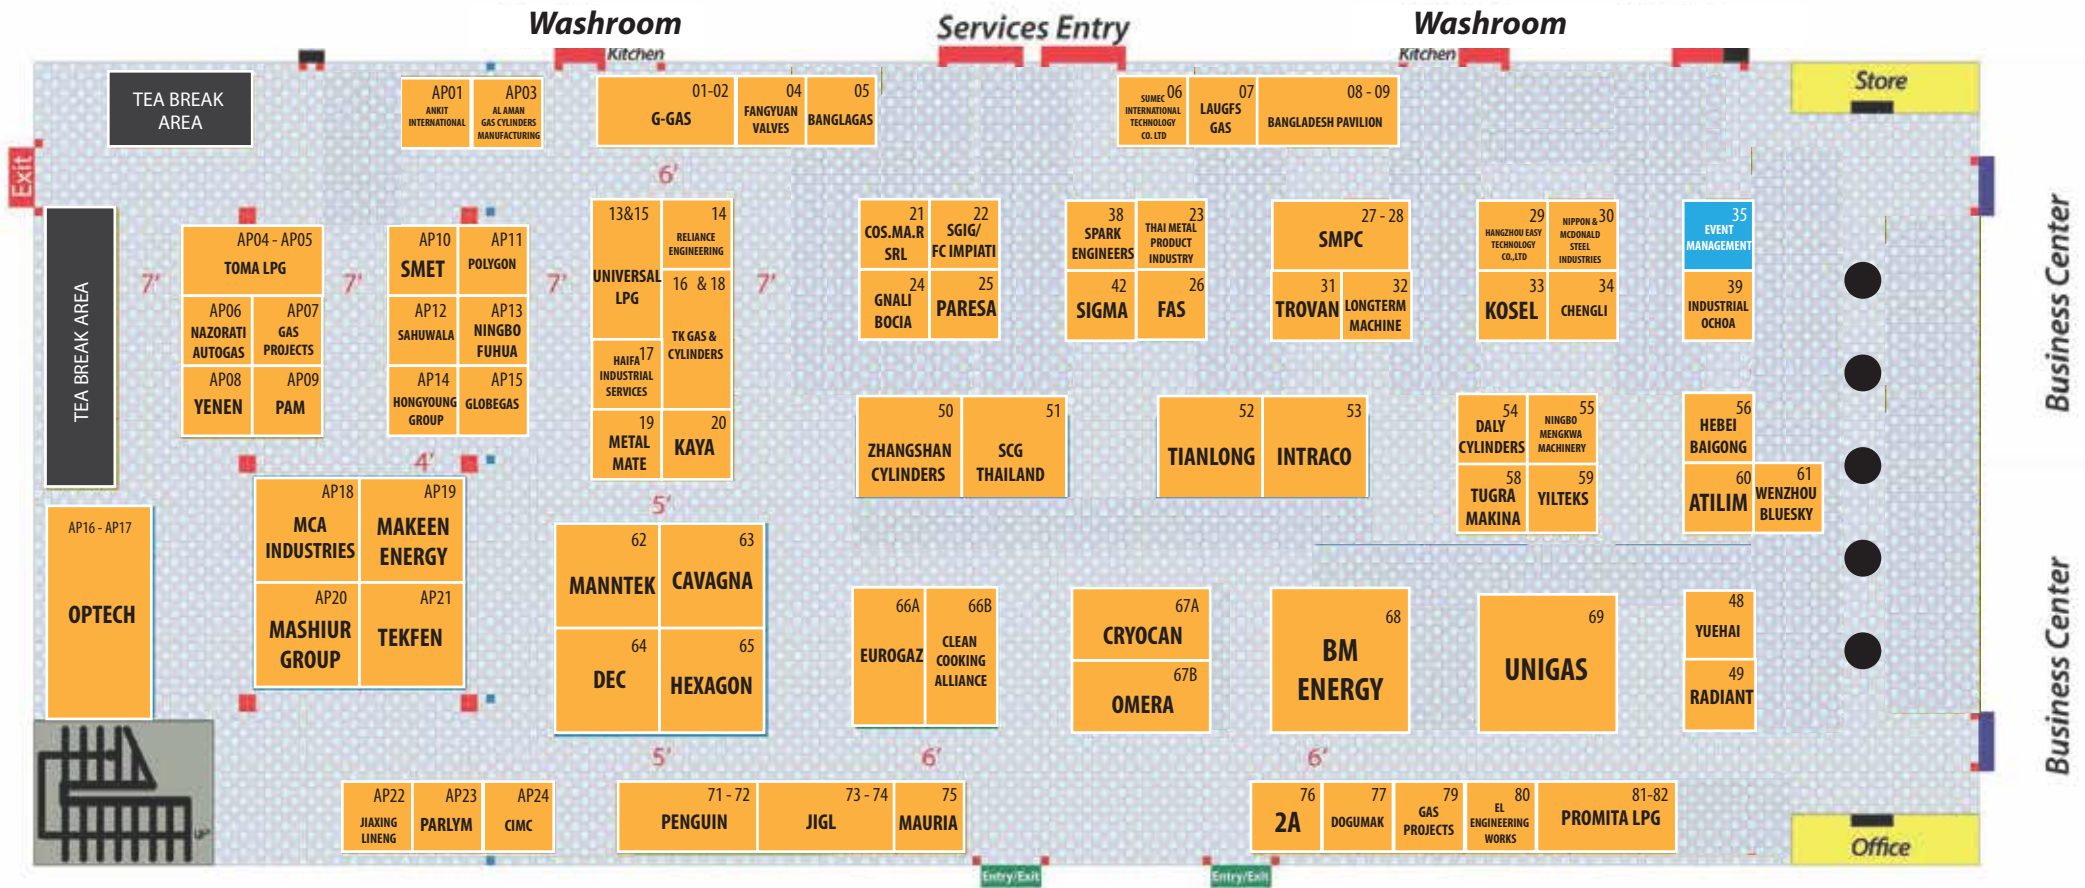 Washroom
Services Entry
Washroom
Kitchen
Kitchen
TEA BREAK
AREA
AP01
ANKIT
INTERNATIONAL
AP03
AL AMAN
GAS CYLINDERS
MANUFACTURING
01-02
G-GAS
04
FANGYUAN
VALVES
05
BANGLAGAS
06
SUMEC
INTERNATIONAL
TECHNOLOGY
CO. LTD
07
LAUGFS
GAS
08 - 09
BANGLADESH PAVILION
Store
Exit
6'
TEA BREAK AREA
7'
AP04 - AP05
TOMA LPG
AP06
NAZORATI
AUTOGAS
AP07
GAS
PROJECTS
AP08
YENEN
AP09
PAM
7'
AP10
SMET
AP11
POLYGON
AP12
SAHUWALA
AP13
NINGBO
FUHUA
AP14
HONGYOUNG
GROUP
AP15
GLOBEGAS
7'
13&15
UNIVERSAL
LPG
14
RELIANCE
ENGINEERING
16 & 18
TK GAS &
CYLINDERS
17
HAIFA
INDUSTRIAL
SERVICES
19
METAL
MATE
20
KAYA
7'
21
COS.MA.R
SRL
22
SGIG/
FC IMPIATI
24
GNALI
BOCIA
25
PARESA
38
SPARK
ENGINEERS
23
THAI METAL
PRODUCT
INDUSTRY
42
SIGMA
26
FAS
27 - 28
SMPC
31
TROVAN
32
LONGTERM
MACHINE
29
HANGZHOU EASY
TECHNOLOGY
CO.,LTD
30
NIPPON &
MCDONALD
STEEL
INDUSTRIES
33
KOSEL
34
CHENGLI
35
EVENT
MANAGEMENT
39
INDUSTRIAL
OCHOA
Business Center
50
ZHANGSHAN
CYLINDERS
51
SCG
THAILAND
52
TIANLONG
53
INTRACO
54
DALY
CYLINDERS
55
NINGBO
MENGKWA
MACHINERY
58
TUGRA
MAKINA
59
YILTEKS
56
HEBEI
BAIGONG
60
ATILIM
61
WENZHOU
BLUESKY
4'
5'
AP16 - AP17
OPTECH
AP18
MCA
INDUSTRIES
AP19
MAKEEN
ENERGY
AP20
MASHIUR
GROUP
AP21
TEKFEN
62
MANNTEK
63
CAVAGNA
64
DEC
65
HEXAGON
66A
EUROGAZ
66B
CLEAN
COOKING
ALLIANCE
67A
CRYOCAN
67B
OMERA
68
BM
ENERGY
69
UNIGAS
48
YUEHAI
49
RADIANT
Business Center
5'
6'
6'
AP22
JIAXING
LINENG
AP23
PARLYM
AP24
CIMC
71 - 72
PENGUIN
73 - 74
JIGL
75
MAURIA
76
2A
77
DOGUMAK
79
GAS
PROJECTS
80
EL
ENGINEERING
WORKS
81-82
PROMITA LPG
Office
Entry/Exit
Entry/Exit